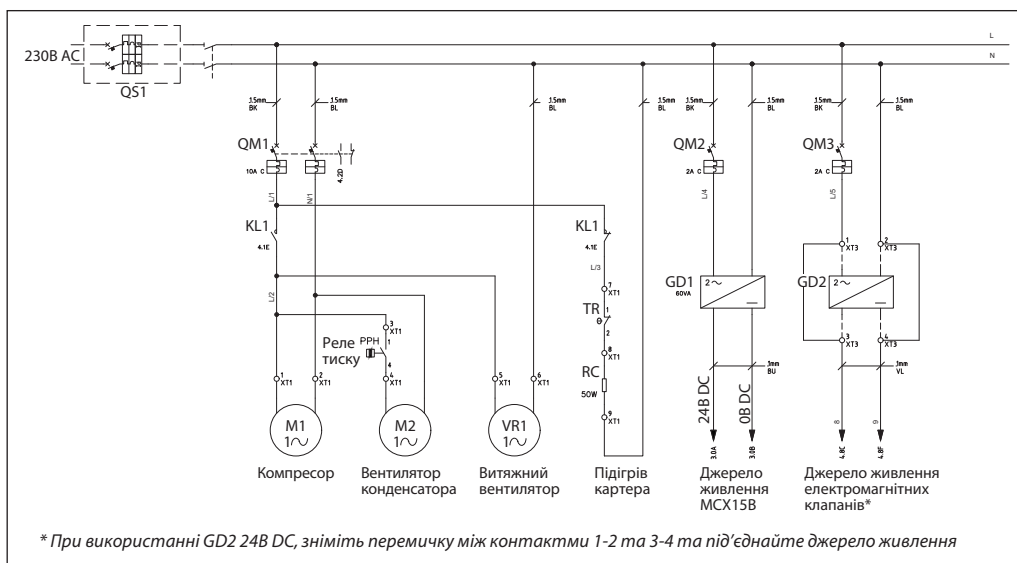 L
230В АС
N
QS1
1.5mm
BK
1.5mm
BL
1.5mm
BL
1.5mm
BL
1.5mm
BK
1.5mm
BL
1.5mm
BK
1.5mm
BL
QM1
10A C
4.2D
QM2
2A C
QM3
2A C
L/1
N/1
L/4
L/5
KL1
4.1E
KL1
4.1E
L/3
1
XT3
2
XT3
L/2
7
XT1
GD1
60VA
2
GD2
2
TR
1
2
θ
3
XT1
Реле
тиску
PPH
1
4
8
XT1
3
XT3
4
XT3
RC
50W
1mm
BU
1mm
VL
1
XT1
2
XT1
4
XT1
5
XT1
6
XT1
9
XT1
24В DC
0В DC
8
9
M1
1
M2
1
VR1
1
3.0A
3.0B
4.8C
4.8F
Компресор
Вентилятор
конденсатора
Витяжний
вентилятор
Підігрів
картера
Джерело
живлення
MCX15B
Джерело живлення
електромагнітних
клапанів*
* При використанні GD2 24В DC, зніміть перемичку між контактми 1-2 та 3-4 та під’єднайте джерело живлення